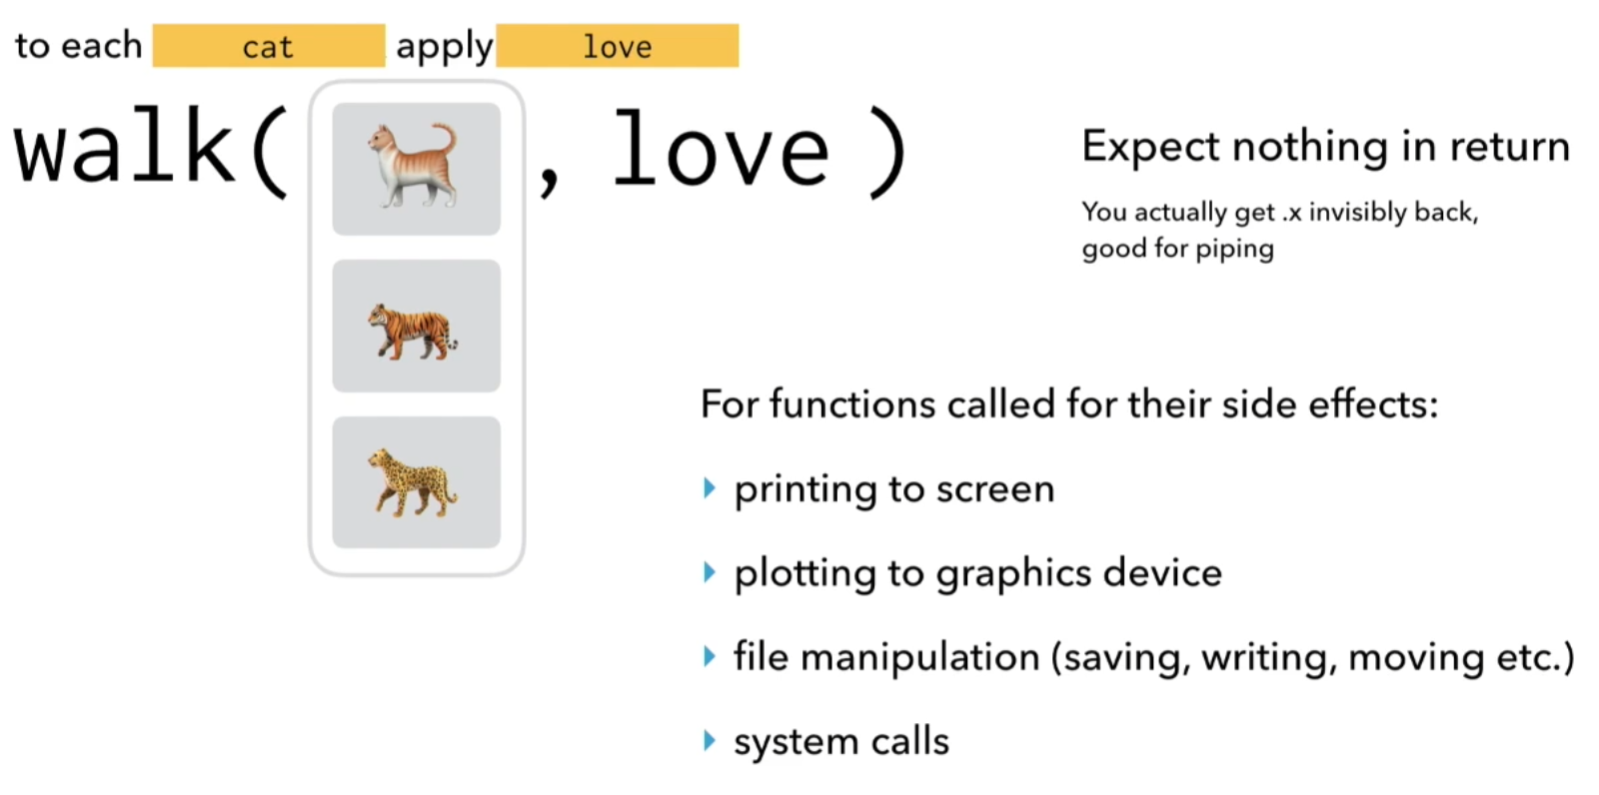 to each cat apply love
walk( , love )
Expect nothing in return
You actually get .x invisibly back,
good for piping
For functions called for their side effects:
printing to screen
plotting to graphics device
file manipulation (saving, writing, moving etc.)
system calls